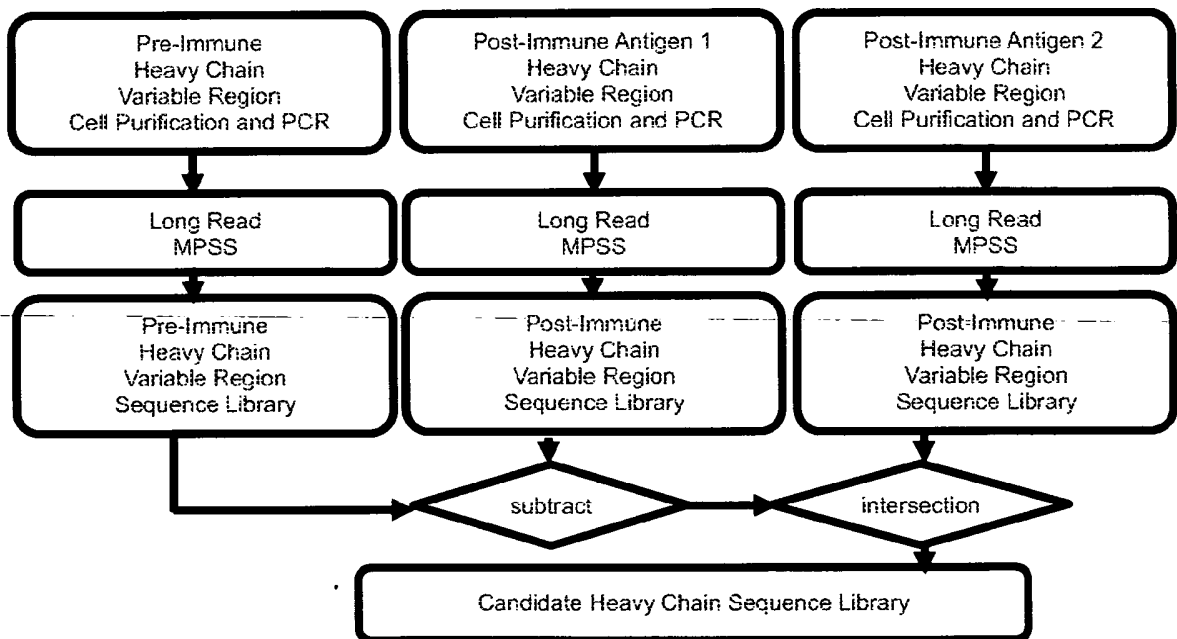 Pre-Immune
Heavy Chain
Variable Region
Cell Purification and PCR
Post-Immune Antigen 1
Heavy Chain
Variable Region
Cell Purification and PCR
Post-Immune Antigen 2
Heavy Chain
Variable Region
Cell Purification and PCR
Long Read
MPSS
Long Read
MPSS
Long Read
MPSS
Pre-Immune
Heavy Chain
Variable Region
Sequence Library
Post-Immune
Heavy Chain
Variable Region
Sequence Library
Post-Immune
Heavy Chain
Variable Region
Sequence Library
subtract
intersection
Candidate Heavy Chain Sequence Library